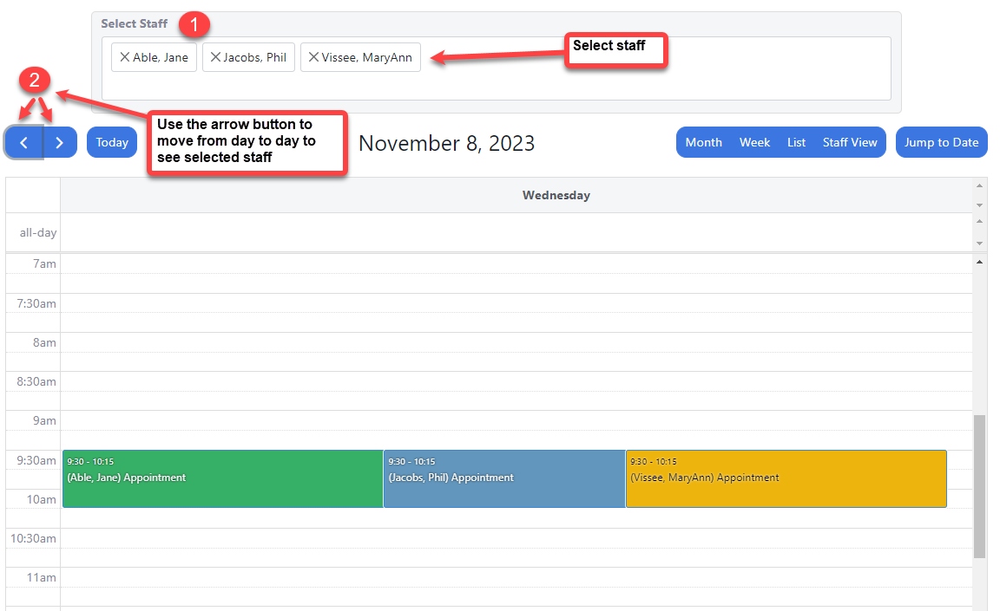 Select Staff
1
Able, Jane
Jacobs, Phil
Vissee, MaryAnn
Select staff
2
Use the arrow button to
move from day to day to
see selected staff
Today
November 8, 2023
Month
Week
List
Staff View
Jump to Date
Wednesday
all-day
7am
7:30am
8am
8:30am
9am
9:30am
9:30 - 10:15
(Able, Jane) Appointment
9:30 - 10:15
(Jacobs, Phil) Appointment
9:30 - 10:15
(Vissee, MaryAnn) Appointment
10am
10:30am
11am